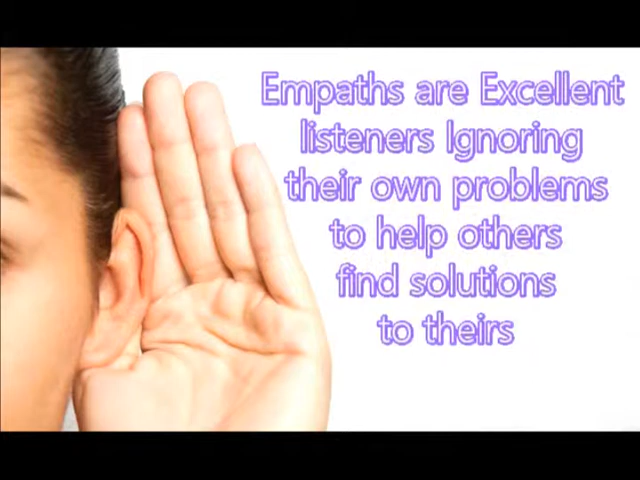 Empaths are Excellent
listeners Ignoring
their own problems
to help others
find solutions
to theirs